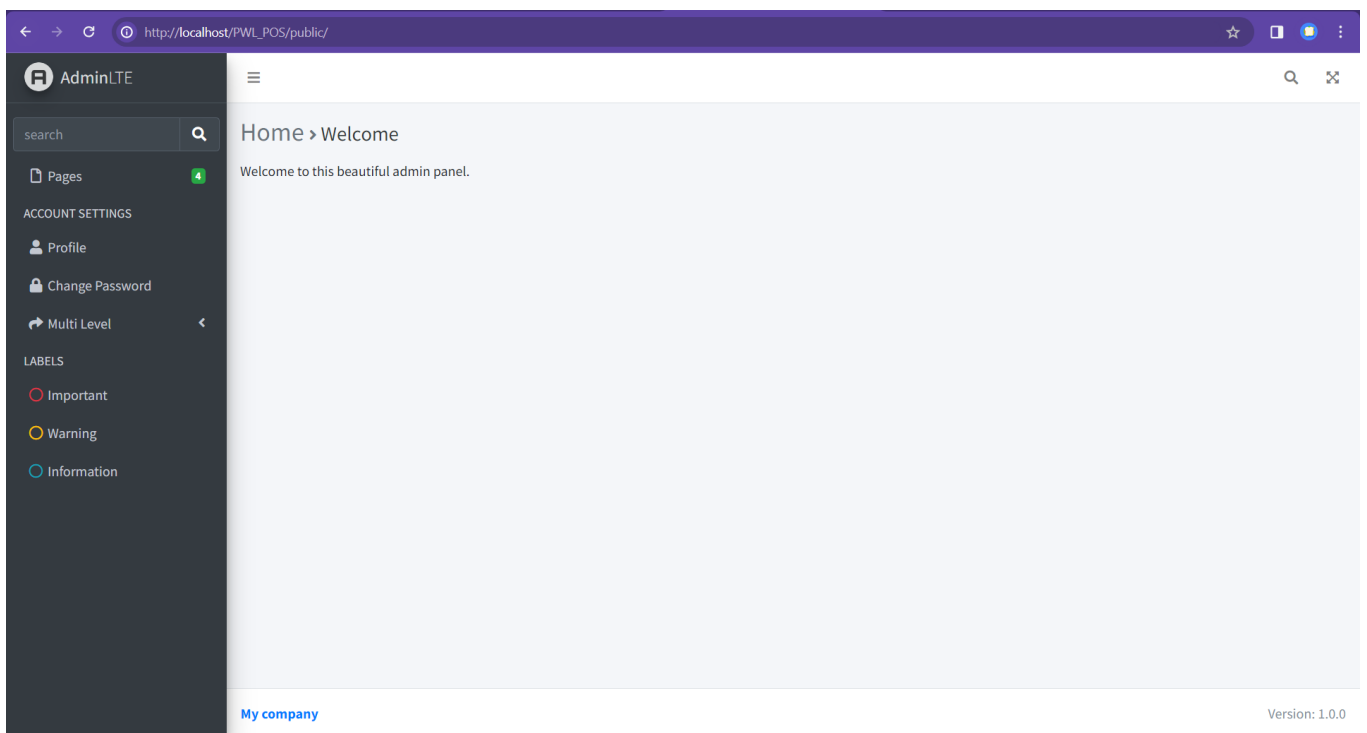 http://localhost/PWL_POS/public/
AdminLTE
search
Pages 4
ACCOUNT SETTINGS
Profile
Change Password
Multi Level
LABELS
Important
Warning
Information
Home › Welcome
Welcome to this beautiful admin panel.
My company
Version: 1.0.0